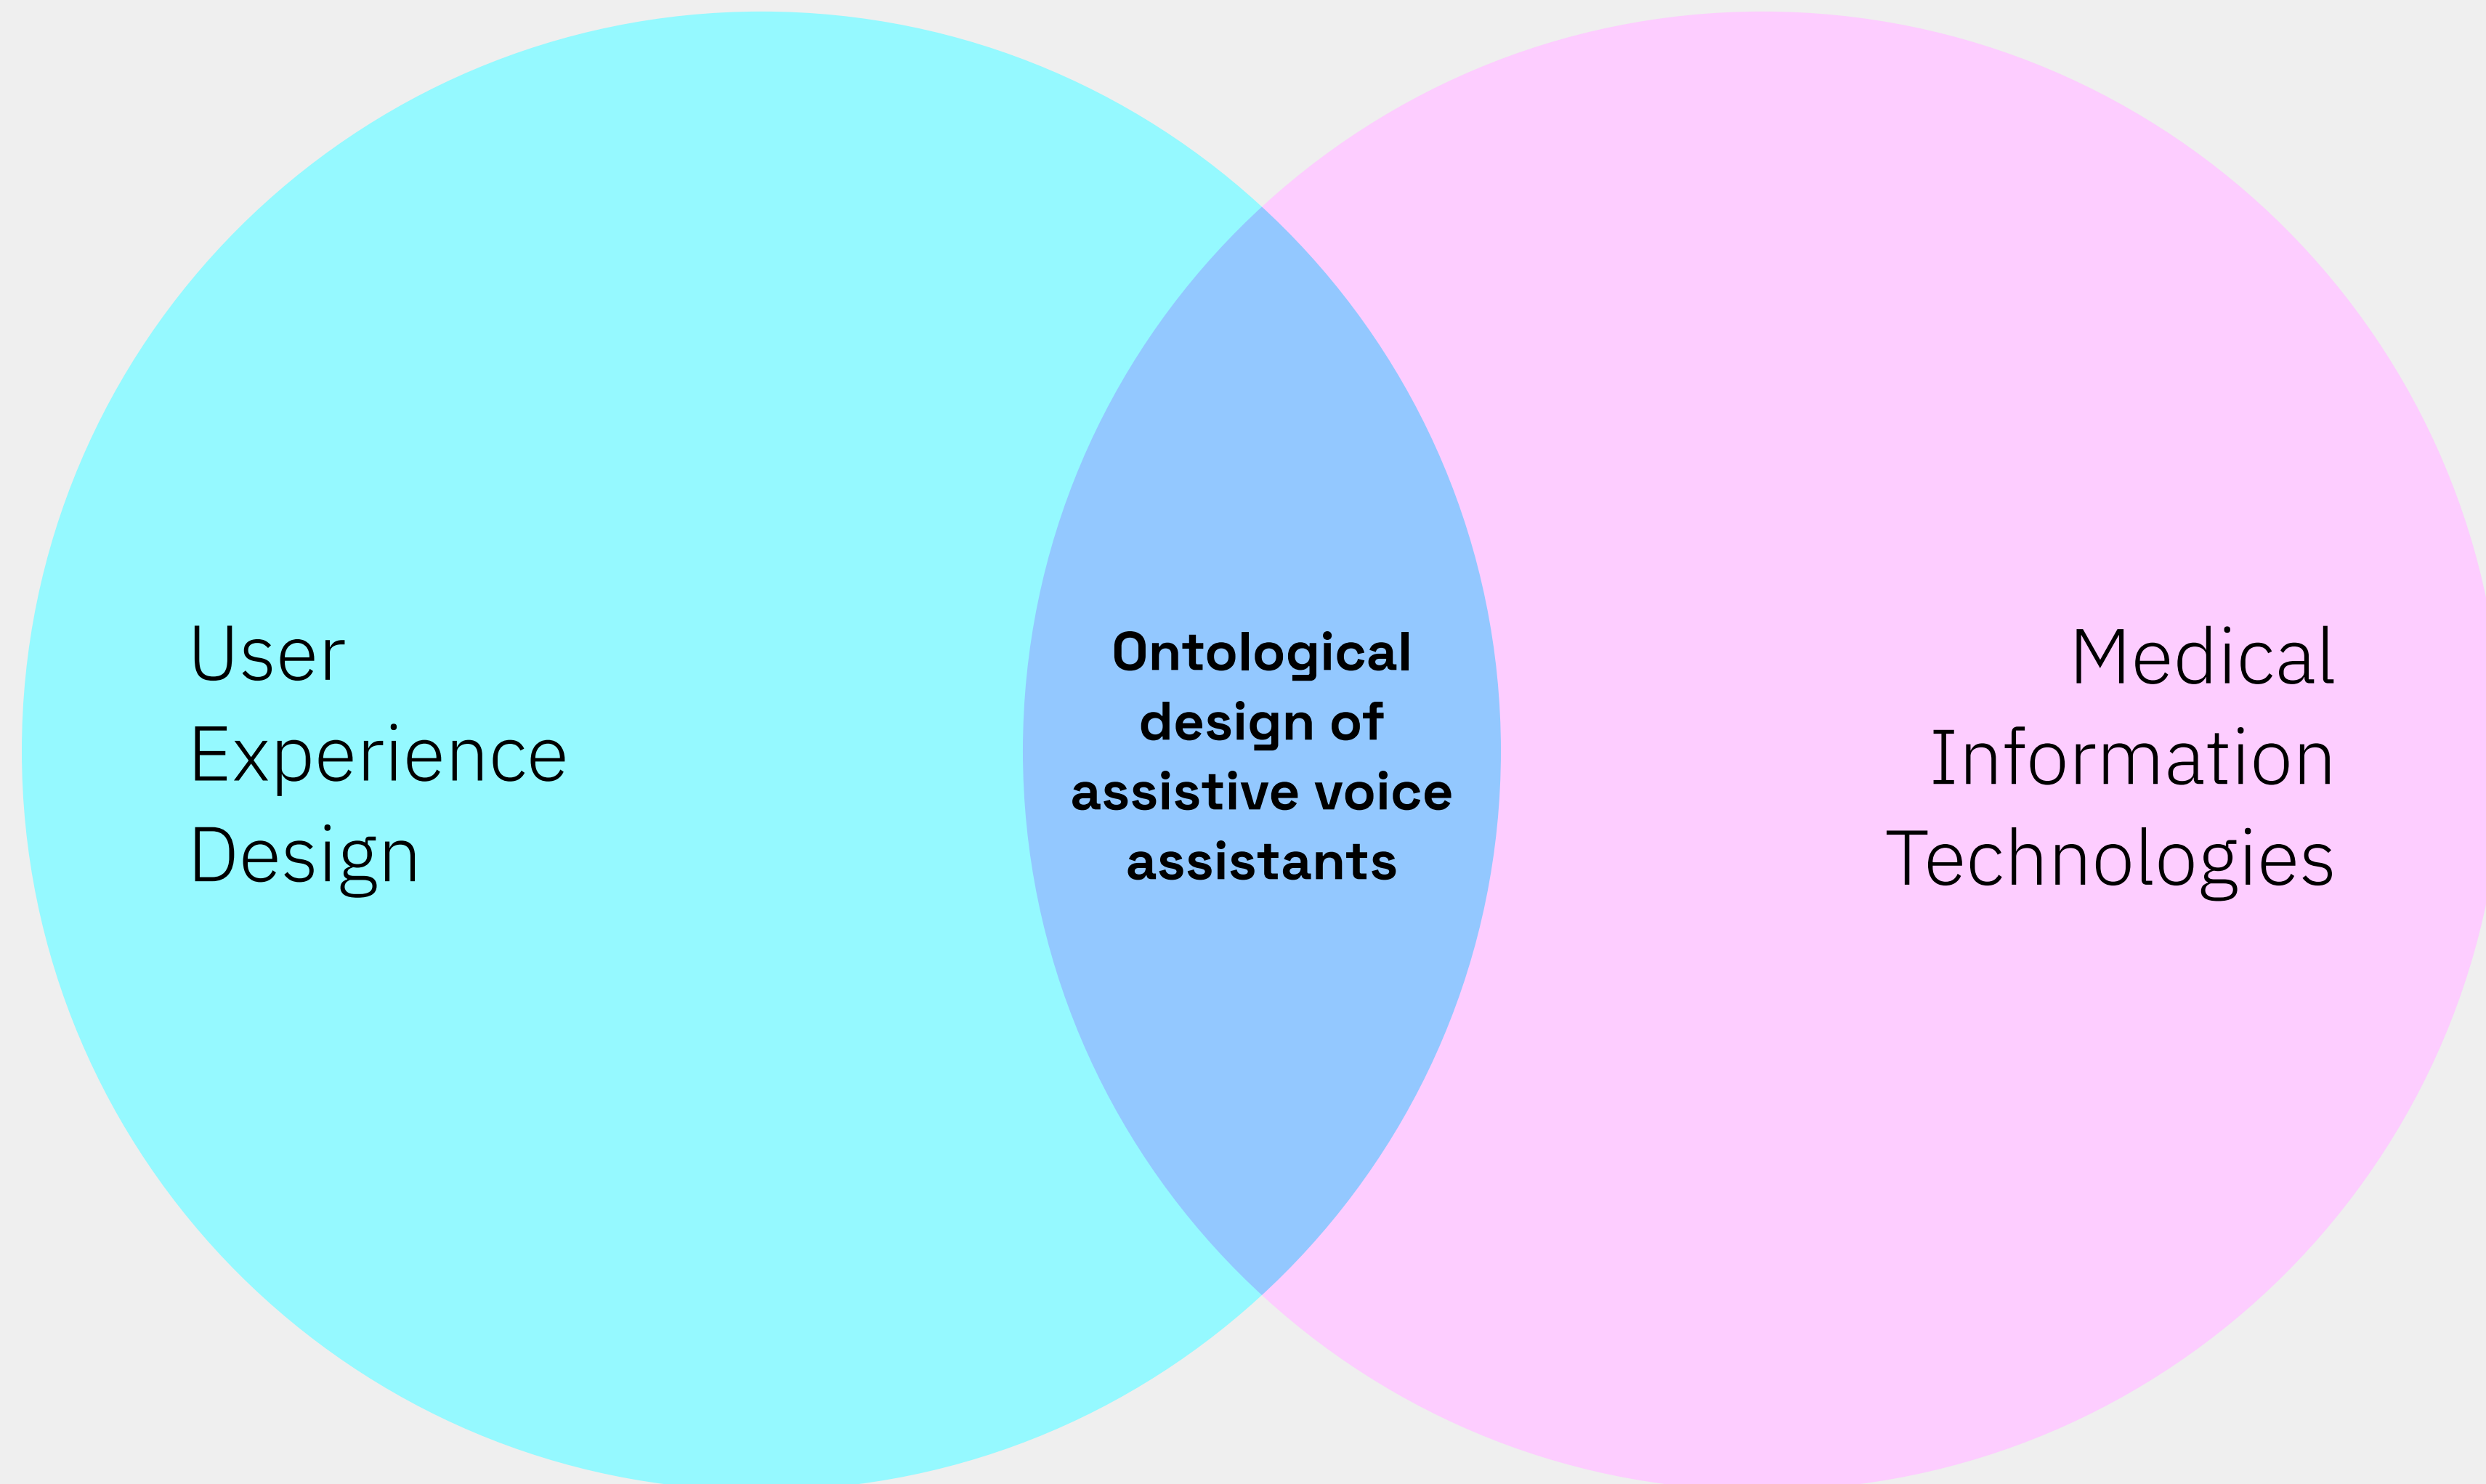 User
Experience
Design
Ontological
design of
assistive voice
assistants
Medical
Information
Technologies